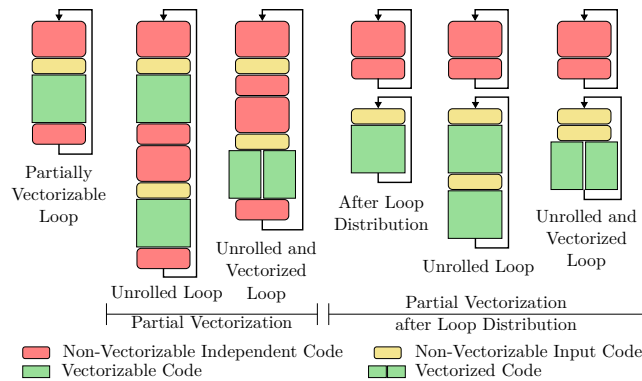 Partially
Vectorizable
Loop
Unrolled Loop
Unrolled and
Vectorized
Loop
After Loop
Distribution
Unrolled Loop
Unrolled and
Vectorized
Loop
Partial Vectorization
Partial Vectorization
after Loop Distribution
Non-Vectorizable Independent Code
Non-Vectorizable Input Code
Vectorizable Code
Vectorized Code